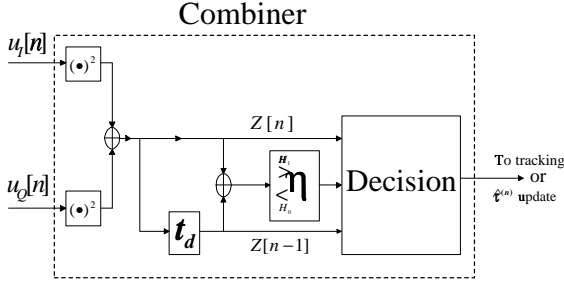 Combiner
u_I[n]
(•)²
Z[n]
H₁
><
η
H₀
Decision
To tracking
or
τ̂⁽ⁿ⁾ update
u_Q[n]
(•)²
t_d
Z[n−1]